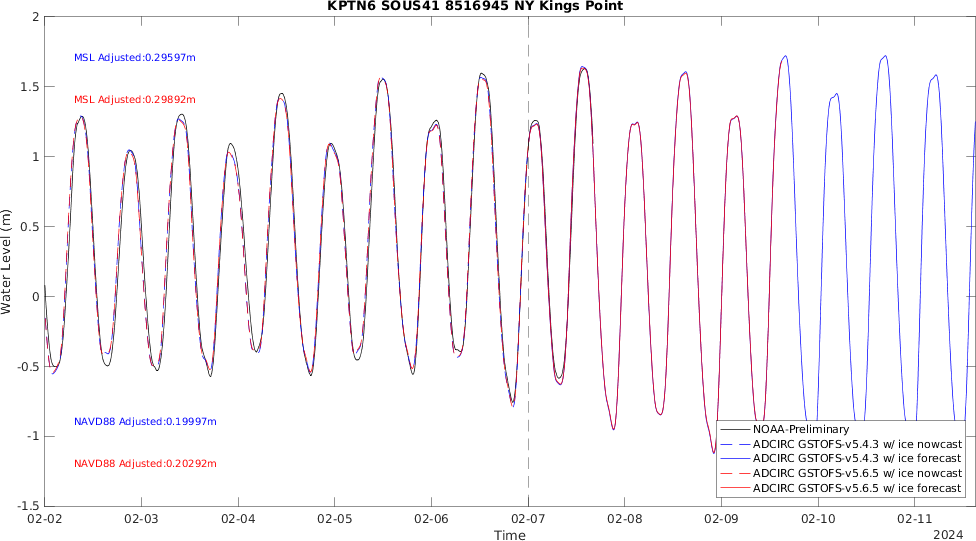 KPTN6 SOUS41 8516945 NY Kings Point
2
1.5
1
0.5
0
-0.5
-1
-1.5
Water Level (m)
MSL Adjusted:0.29597m
MSL Adjusted:0.29892m
NAVD88 Adjusted:0.19997m
NAVD88 Adjusted:0.20292m
NOAA-Preliminary
ADCIRC GSTOFS-v5.4.3 w/ ice nowcast
ADCIRC GSTOFS-v5.4.3 w/ ice forecast
ADCIRC GSTOFS-v5.6.5 w/ ice nowcast
ADCIRC GSTOFS-v5.6.5 w/ ice forecast
02-02 02-03 02-04 02-05 02-06 02-07 02-08 02-09 02-10 02-11
Time
2024